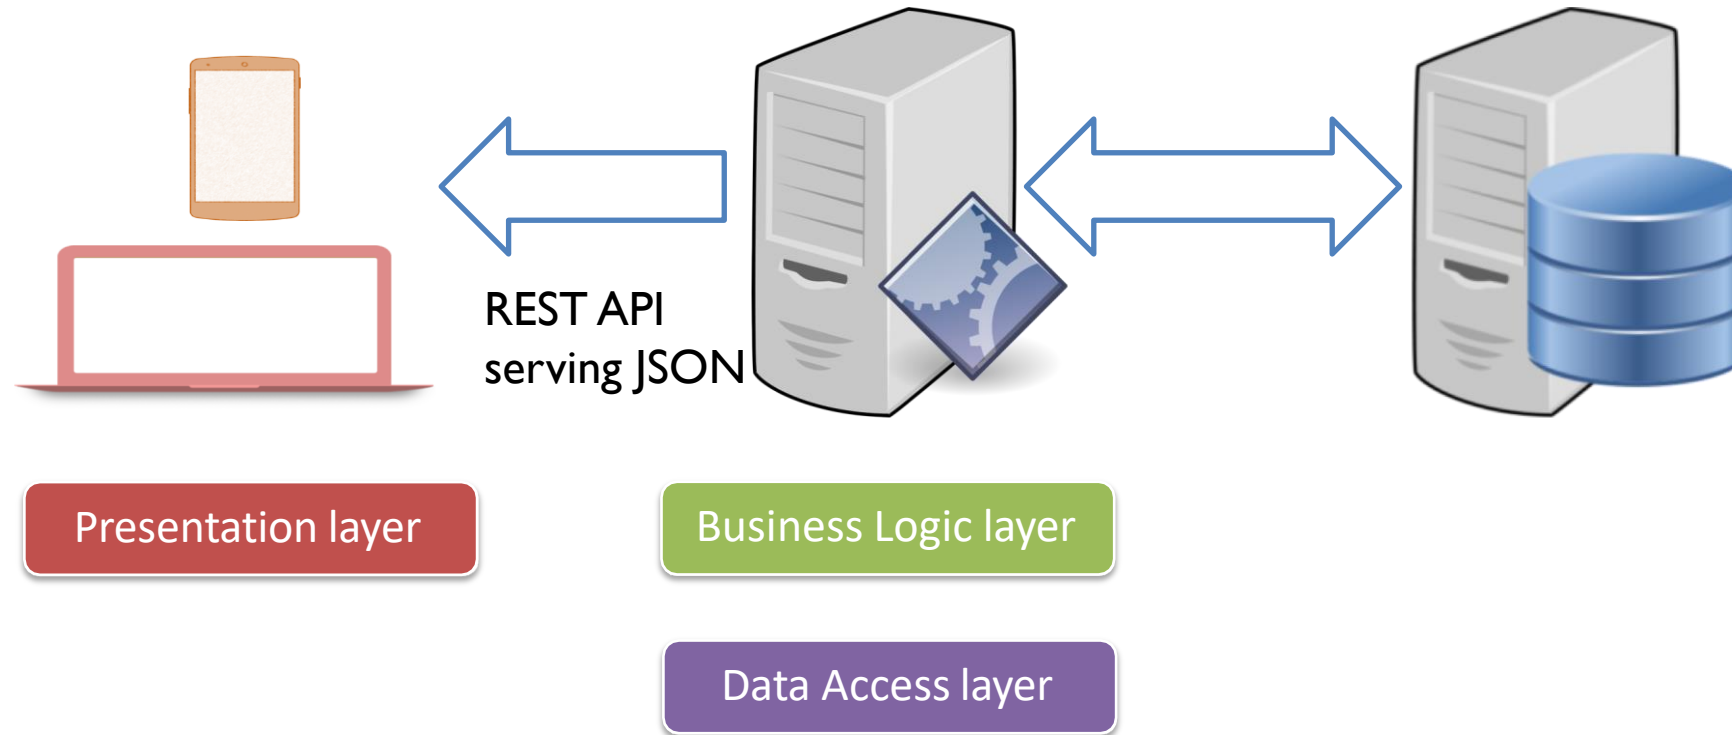 REST API
serving JSON
Presentation layer
Business Logic layer
Data Access layer